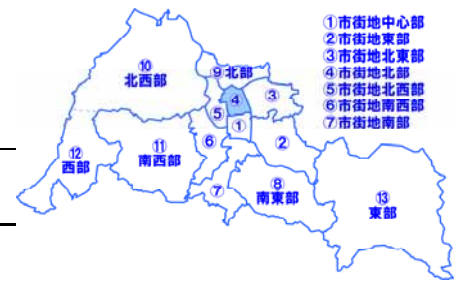 ①市街地中心部
②市街地東部
③市街地北東部
④市街地北部
⑤市街地北西部
⑥市街地南西部
⑦市街地南部
⑩
北西部
⑨北部
③
④
⑤
①
⑥
②
⑪
南西部
⑫
西部
⑦
⑧
南東部
⑬
東部